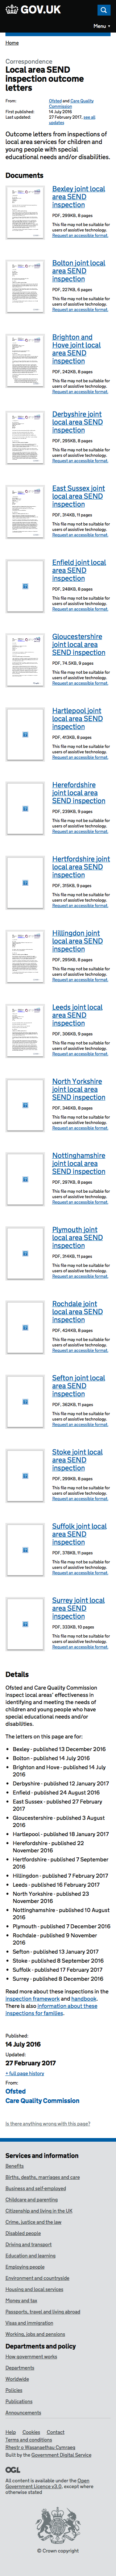 GOV.UK
Menu
Home
Correspondence
Local area SEND
inspection outcome
letters
From: Ofsted and Care Quality
Commission
First published: 14 July 2016
Last updated: 27 February 2017, see all
updates
Outcome letters from inspections of
local area services for children and
young people with special
educational needs and/or disabilities.
Documents
Bexley joint local
area SEND
inspection
PDF, 289KB, 8 pages
This file may not be suitable for
users of assistive technology.
Request an accessible format.
Bolton local area
SEND
inspection
PDF, 227KB, 6 pages
This file may not be suitable for
users of assistive technology.
Request an accessible format.
Brighton and
Hove joint local
area SEND
inspection
PDF, 242KB, 8 pages
This file may not be suitable for
users of assistive technology.
Request an accessible format.
Derbyshire joint
local area SEND
inspection
PDF, 295KB, 8 pages
This file may not be suitable for
users of assistive technology.
Request an accessible format.
East Sussex joint
local area SEND
inspection
PDF, 314KB, 11 pages
This file may not be suitable for
users of assistive technology.
Request an accessible format.
Enfield joint local
area SEND
inspection
PDF, 248KB, 8 pages
This file may not be suitable for
users of assistive technology.
Request an accessible format.
Gloucestershire
joint local area
SEND inspection
PDF, 74.5KB, 9 pages
This file may not be suitable for
users of assistive technology.
Request an accessible format.
Hartlepool joint
local area SEND
inspection
PDF, 413KB, 8 pages
This file may not be suitable for
users of assistive technology.
Request an accessible format.
Herefordshire
joint local area
SEND inspection
PDF, 239KB, 9 pages
This file may not be suitable for
users of assistive technology.
Request an accessible format.
Hertfordshire joint
local area SEND
inspection
PDF, 315KB, 9 pages
This file may not be suitable for
users of assistive technology.
Request an accessible format.
Hillingdon joint
local area SEND
inspection
PDF, 295KB, 8 pages
This file may not be suitable for
users of assistive technology.
Request an accessible format.
Leeds joint local
area SEND
inspection
PDF, 306KB, 9 pages
This file may not be suitable for
users of assistive technology.
Request an accessible format.
North Yorkshire
joint local area
SEND inspection
PDF, 346KB, 8 pages
This file may not be suitable for
users of assistive technology.
Request an accessible format.
Nottinghamshire
joint local area
SEND inspection
PDF, 297KB, 8 pages
This file may not be suitable for
users of assistive technology.
Request an accessible format.
Plymouth joint
local area SEND
inspection
PDF, 314KB, 11 pages
This file may not be suitable for
users of assistive technology.
Request an accessible format.
Rochdale joint
local area SEND
inspection
PDF, 434KB, 8 pages
This file may not be suitable for
users of assistive technology.
Request an accessible format.
Sefton joint local
area SEND
inspection
PDF, 362KB, 11 pages
This file may not be suitable for
users of assistive technology.
Request an accessible format.
Stoke joint local
area SEND
inspection
PDF, 299KB, 8 pages
This file may not be suitable for
users of assistive technology.
Request an accessible format.
Suffolk joint local
area SEND
inspection
PDF, 378KB, 11 pages
This file may not be suitable for
users of assistive technology.
Request an accessible format.
Surrey joint local
area SEND
inspection
PDF, 333KB, 10 pages
This file may not be suitable for
users of assistive technology.
Request an accessible format.
Details
Ofsted and Care Quality Commission
inspect local areas' effectiveness in
identifying and meeting the needs of
children and young people who have
special educational needs and/or
disabilities.
The letters on this page are for:
• Bexley - published 13 December 2016
• Bolton - published 14 July 2016
• Brighton and Hove - published 14 July
2016
• Derbyshire - published 12 January 2017
• Enfield - published 24 August 2016
• East Sussex - published 27 February
2017
• Gloucestershire - published 3 August
2016
• Hartlepool - published 18 January 2017
• Herefordshire - published 22
November 2016
• Hertfordshire - published 7 September
2016
• Hillingdon - published 7 February 2017
• Leeds - published 16 February 2017
• North Yorkshire - published 23
November 2016
• Nottinghamshire - published 10 August
2016
• Plymouth - published 7 December 2016
• Rochdale - published 9 November
2016
• Sefton - published 13 January 2017
• Stoke - published 8 September 2016
• Suffolk - published 17 February 2017
• Surrey - published 8 December 2016
Read more about these inspections in the
inspection framework and handbook.
There is also information about these
inspections for families.
Published:
14 July 2016
Updated:
27 February 2017
+ full page history
From:
Ofsted
Care Quality Commission
Is there anything wrong with this page?
Services and information
Benefits
Births, deaths, marriages and care
Business and self-employed
Childcare and parenting
Citizenship and living in the UK
Crime, justice and the law
Disabled people
Driving and transport
Education and learning
Employing people
Environment and countryside
Housing and local services
Money and tax
Passports, travel and living abroad
Visas and immigration
Working, jobs and pensions
Departments and policy
How government works
Departments
Worldwide
Policies
Publications
Announcements
Help Cookies Contact
Terms and conditions
Rhestr o Wasanaethau Cymraeg
Built by the Government Digital Service
OGL
All content is available under the Open
Government Licence v3.0, except where
otherwise stated
© Crown copyright